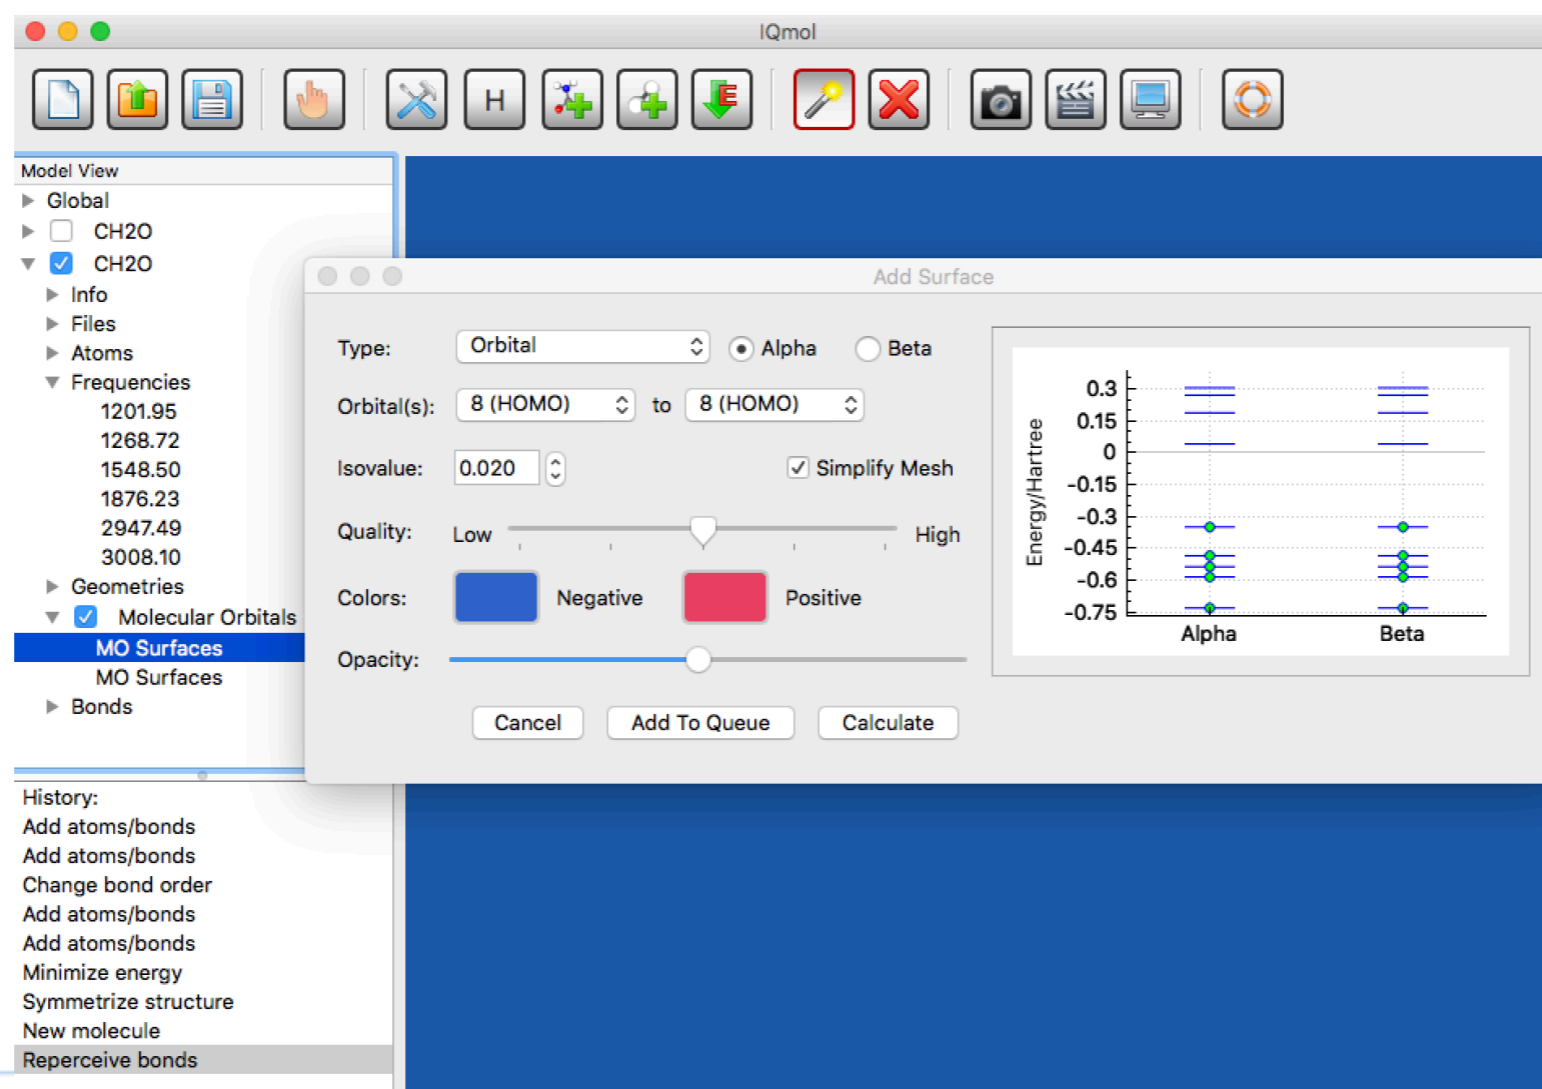 IQmol
H
E
Model View
Global
CH2O
CH2O
Info
Files
Atoms
Frequencies
1201.95
1268.72
1548.50
1876.23
2947.49
3008.10
Geometries
Molecular Orbitals
MO Surfaces
MO Surfaces
Bonds
History:
Add atoms/bonds
Add atoms/bonds
Change bond order
Add atoms/bonds
Add atoms/bonds
Minimize energy
Symmetrize structure
New molecule
Reperceive bonds
Add Surface
Type: Orbital Alpha Beta
Orbital(s): 8 (HOMO) to 8 (HOMO)
Isovalue: 0.020 Simplify Mesh
Quality: Low High
Colors: Negative Positive
Opacity:
Cancel Add To Queue Calculate
Energy/Hartree
0.3
0.15
0
-0.15
-0.3
-0.45
-0.6
-0.75
Alpha Beta